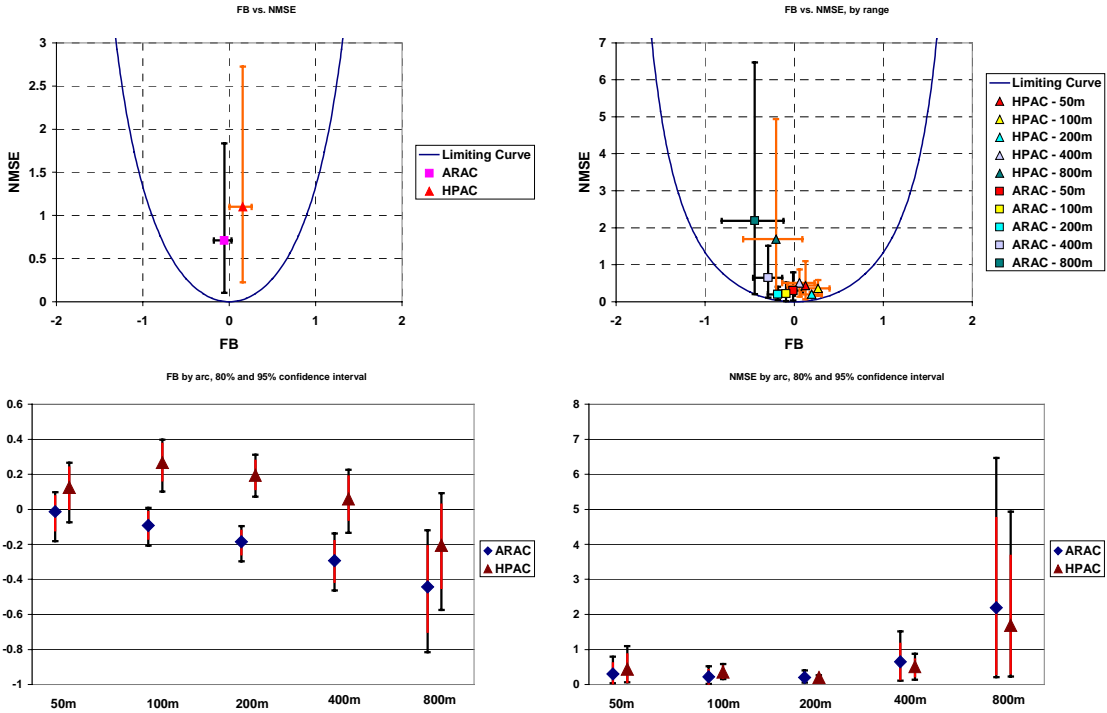 FB vs. NMSE
3
2.5
2
1.5
1
0.5
0
-2
-1
0
1
2
NMSE
FB
Limiting Curve
ARAC
HPAC
FB vs. NMSE, by range
7
6
5
4
3
2
1
0
-2
-1
0
1
2
NMSE
FB
Limiting Curve
HPAC - 50m
HPAC - 100m
HPAC - 200m
HPAC - 400m
HPAC - 800m
ARAC - 50m
ARAC - 100m
ARAC - 200m
ARAC - 400m
ARAC - 800m
FB by arc, 80% and 95% confidence interval
0.6
0.4
0.2
0
-0.2
-0.4
-0.6
-0.8
-1
50m
100m
200m
400m
800m
ARAC
HPAC
NMSE by arc, 80% and 95% confidence interval
8
7
6
5
4
3
2
1
0
50m
100m
200m
400m
800m
ARAC
HPAC